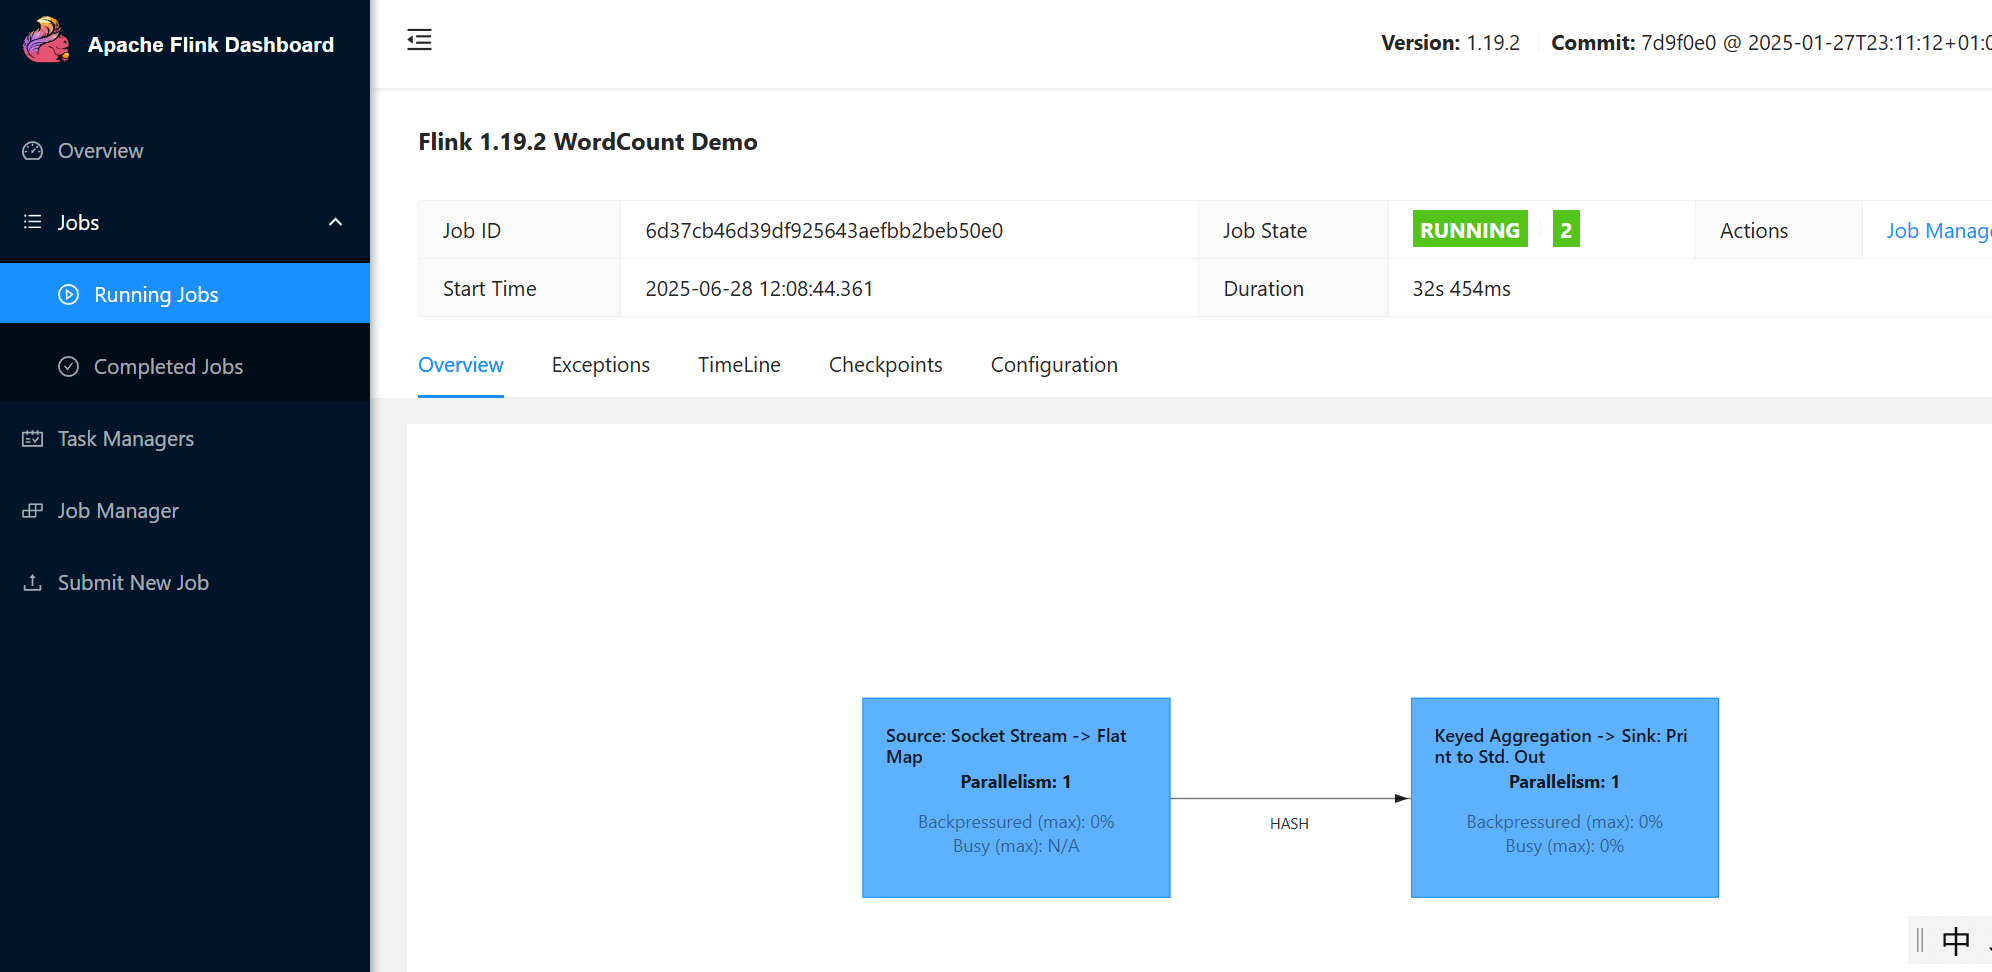 Apache Flink Dashboard
Version: 1.19.2 Commit: 7d9f0e0 @ 2025-01-27T23:11:12+01:0
Overview
Jobs
Running Jobs
Completed Jobs
Task Managers
Job Manager
Submit New Job
Flink 1.19.2 WordCount Demo
Job ID 6d37cb46d39df925643aefbb2beb50e0 Job State RUNNING 2 Actions Job Manage
Start Time 2025-06-28 12:08:44.361 Duration 32s 454ms
Overview Exceptions TimeLine Checkpoints Configuration
Source: Socket Stream -> Flat
Map
Parallelism: 1
Backpressured (max): 0%
Busy (max): N/A
HASH
Keyed Aggregation -> Sink: Pri
nt to Std. Out
Parallelism: 1
Backpressured (max): 0%
Busy (max): 0%
中